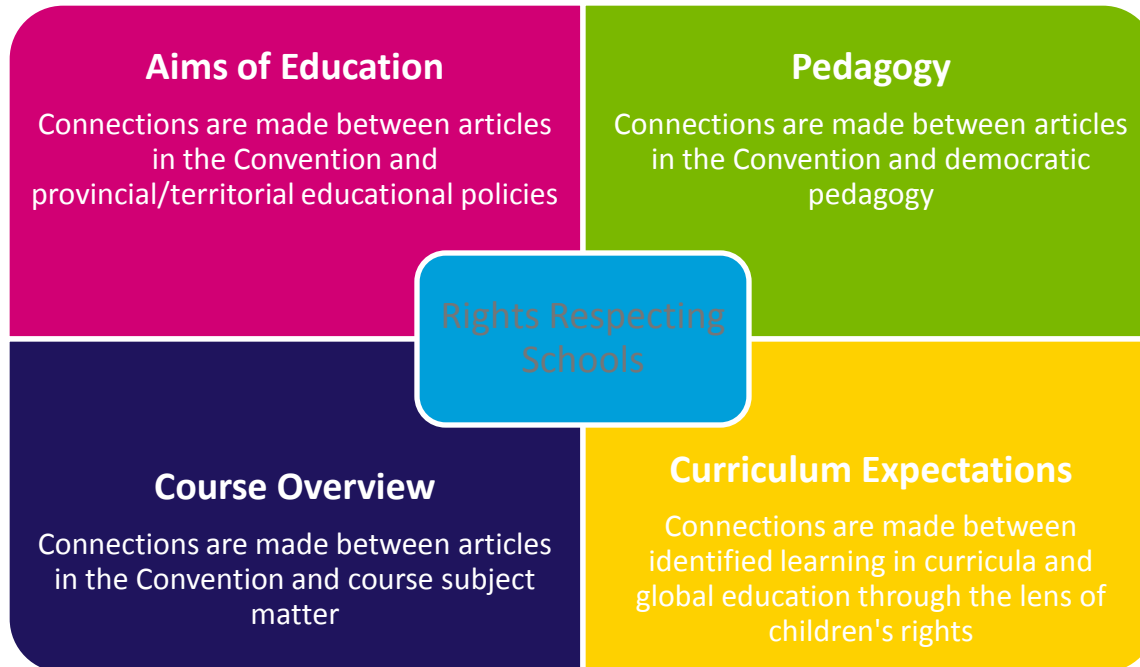 Aims of Education
Connections are made between articles
in the Convention and
provincial/territorial educational policies
Pedagogy
Connections are made between articles
in the Convention and democratic
pedagogy
Rights Respecting
Schools
Course Overview
Connections are made between articles
in the Convention and course subject
matter
Curriculum Expectations
Connections are made between
identified learning in curricula and
global education through the lens of
children's rights